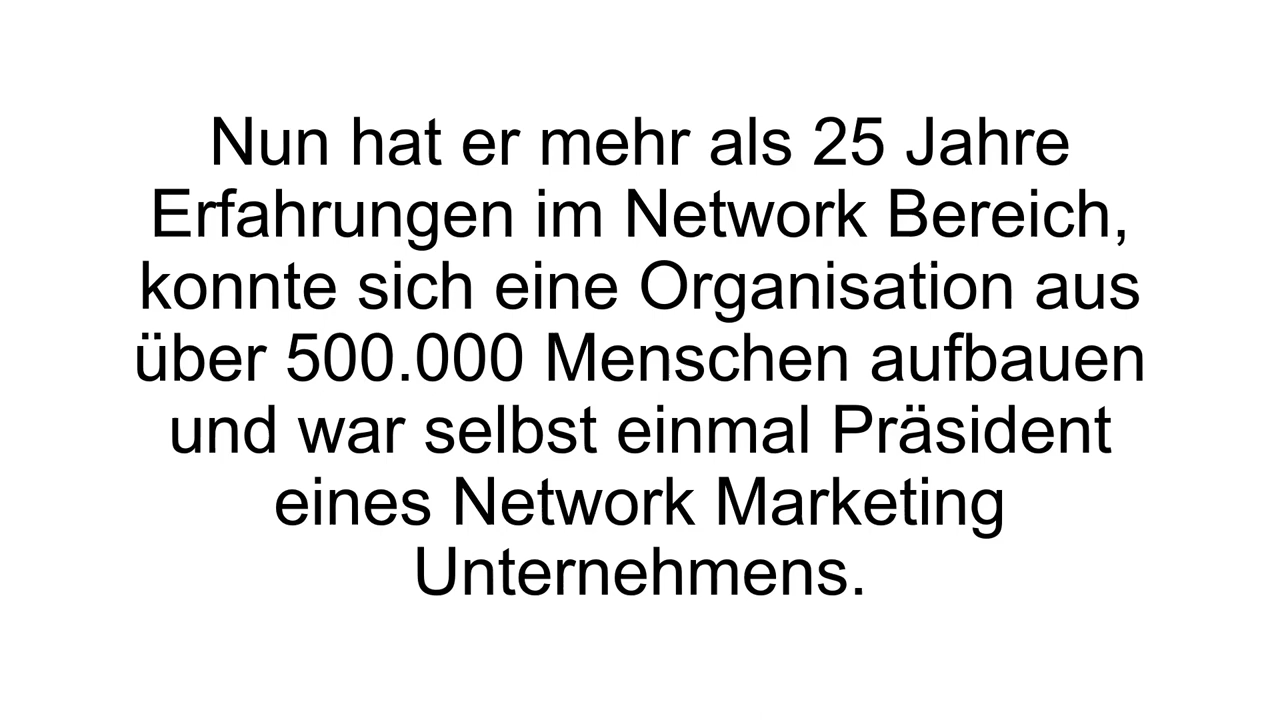 Nun hat er mehr als 25 Jahre
Erfahrungen im Network Bereich,
konnte sich eine Organisation aus
über 500.000 Menschen aufbauen
und war selbst einmal Präsident
eines Network Marketing
Unternehmens.